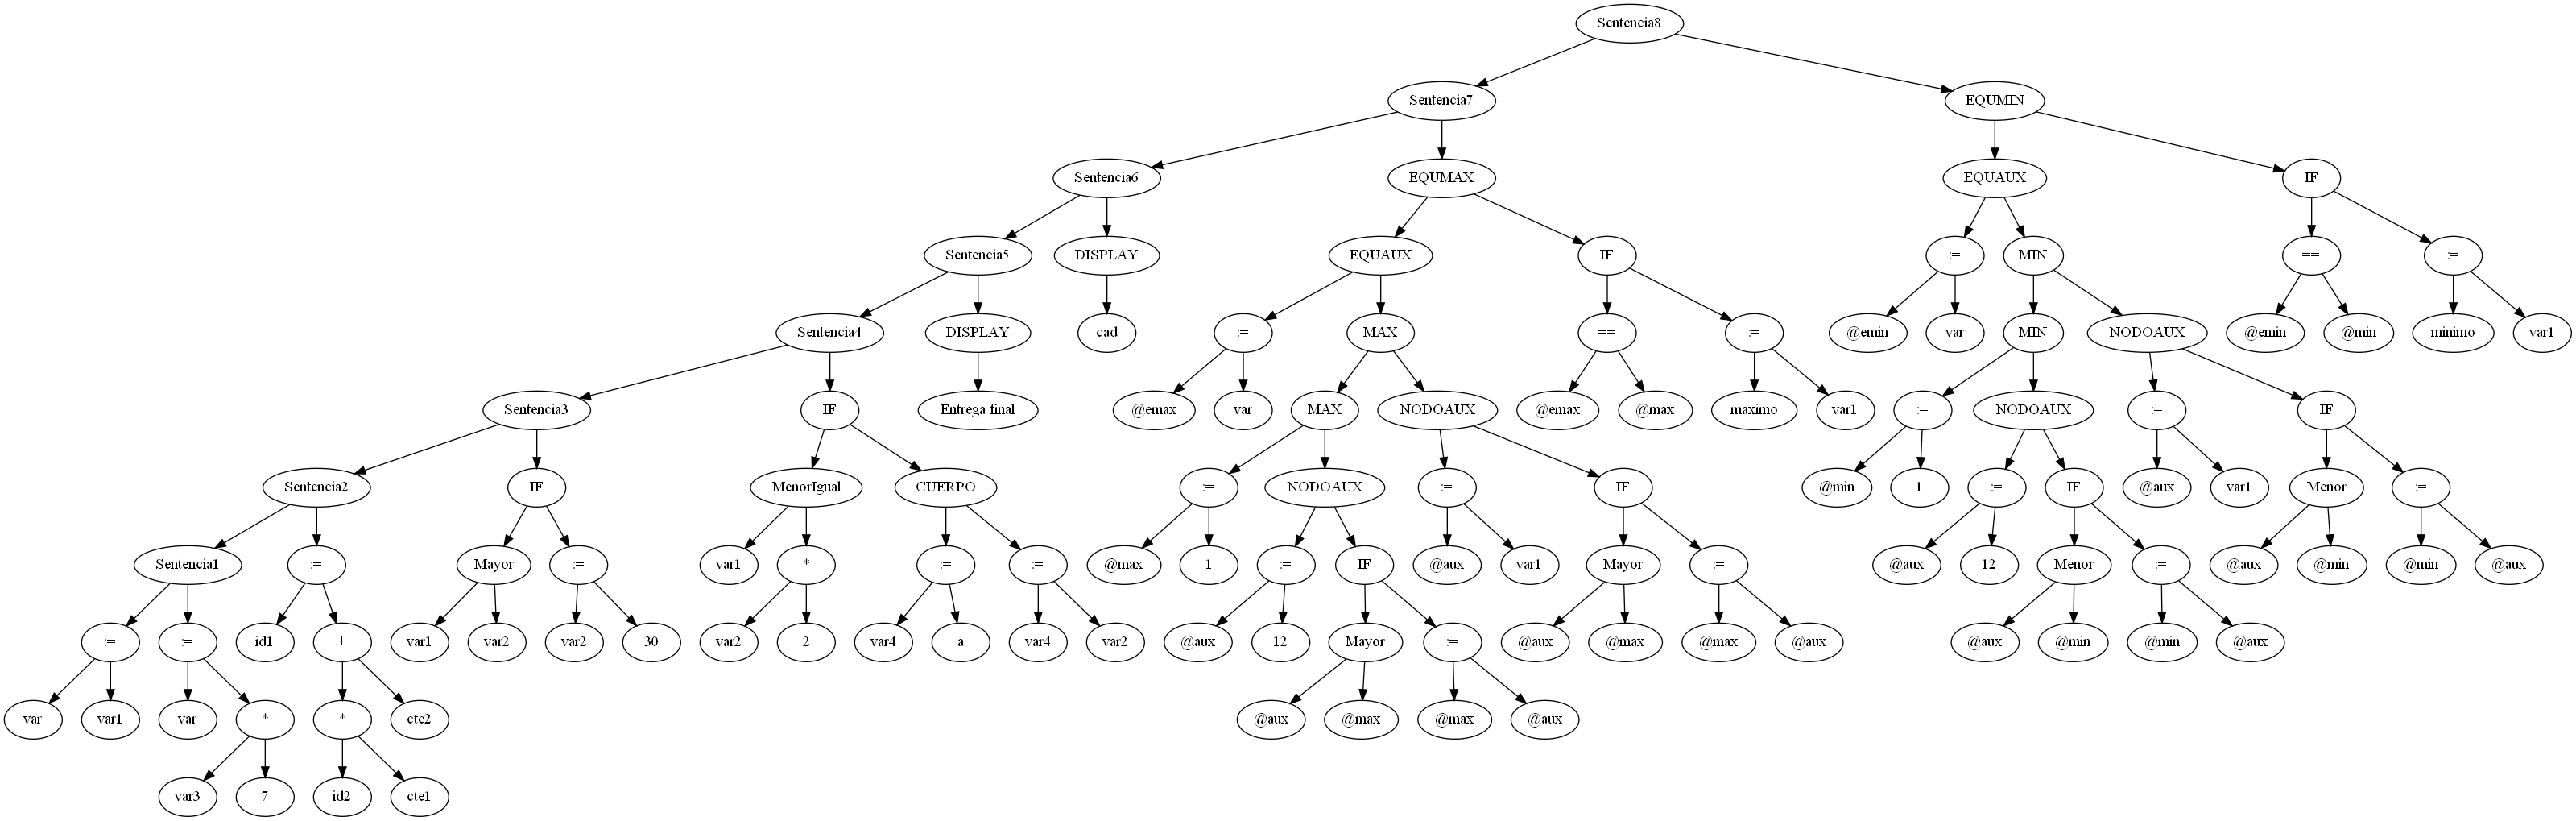 Sentencia8
Sentencia7 EQUMIN
Sentencia6 EQUMAX EQUAUX IF
Sentencia5 DISPLAY EQUAUX IF := MIN == :=
Sentencia4 DISPLAY cad := MAX == := @emin var MIN NODOAUX @emin @min minimo var1
Sentencia3 IF Entrega final @emax var MAX NODOAUX @emax @max maximo var1 := NODOAUX := IF
Sentencia2 IF MenorIgual CUERPO := NODOAUX := IF @min 1 := IF @aux var1 Menor :=
Sentencia1 := Mayor := var1 * := := @max 1 := IF @aux var1 Mayor := @aux 12 Menor := @aux @min @min @aux
:= := id1 + var1 var2 var2 30 var2 2 var4 a var4 var2 @aux 12 Mayor := @aux @max @max @aux @aux @min @min @aux
var var1 var * * cte2 @aux @max @max @aux
var3 7 id2 cte1